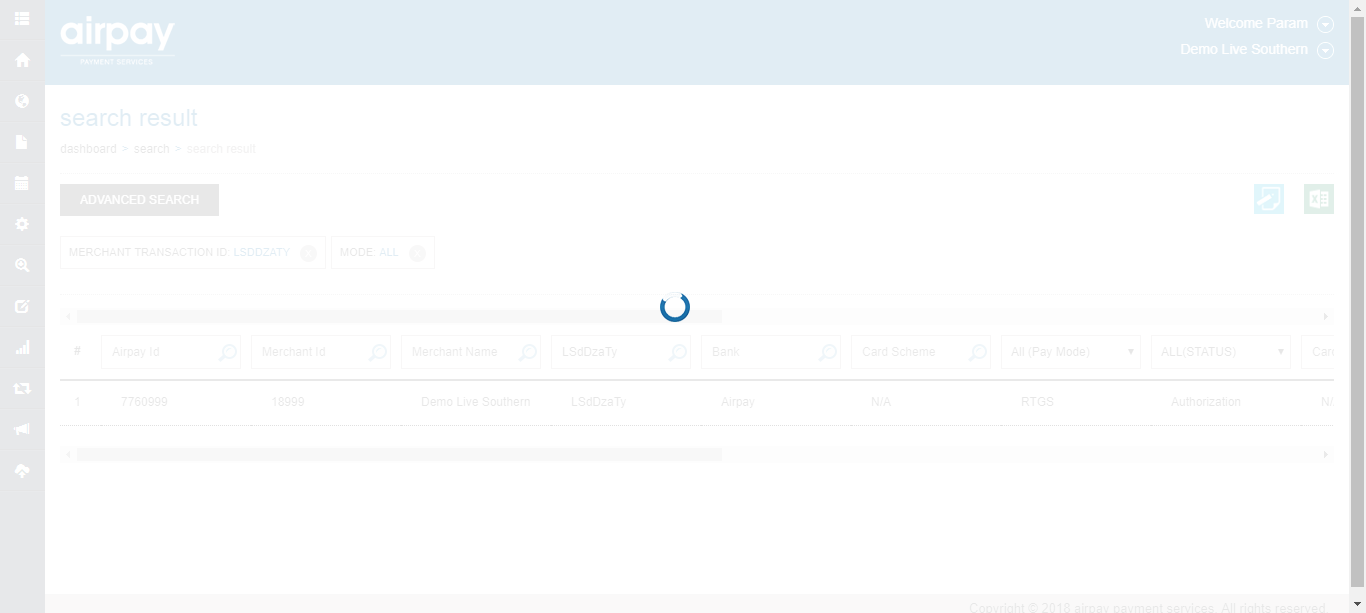 airpay
PAYMENT SERVICES
Welcome Param
Demo Live Southern
search result
dashboard > search > search result
ADVANCED SEARCH
MERCHANT TRANSACTION ID: LSDDZATY x MODE: ALL x
# Airpay Id Merchant Id Merchant Name LSdDzaTy Bank Card Scheme All (Pay Mode) ALL(STATUS) Card
1 7760999 18999 Demo Live Southern LSdDzaTy Airpay N/A RTGS Authorization N/
Copyright © 2018 airpay payment services. All rights reserved.